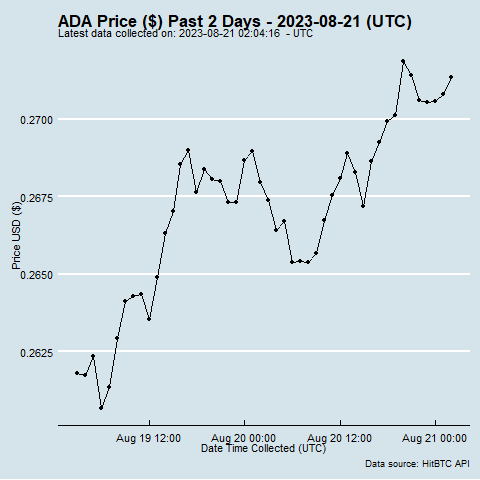 ADA Price ($) Past 2 Days - 2023-08-21 (UTC)
Latest data collected on: 2023-08-21 02:04:16 - UTC
0.2700
0.2675
0.2650
0.2625
Price USD ($)
Aug 19 12:00 Aug 20 00:00 Aug 20 12:00 Aug 21 00:00
Date Time Collected (UTC)
Data source: HitBTC API